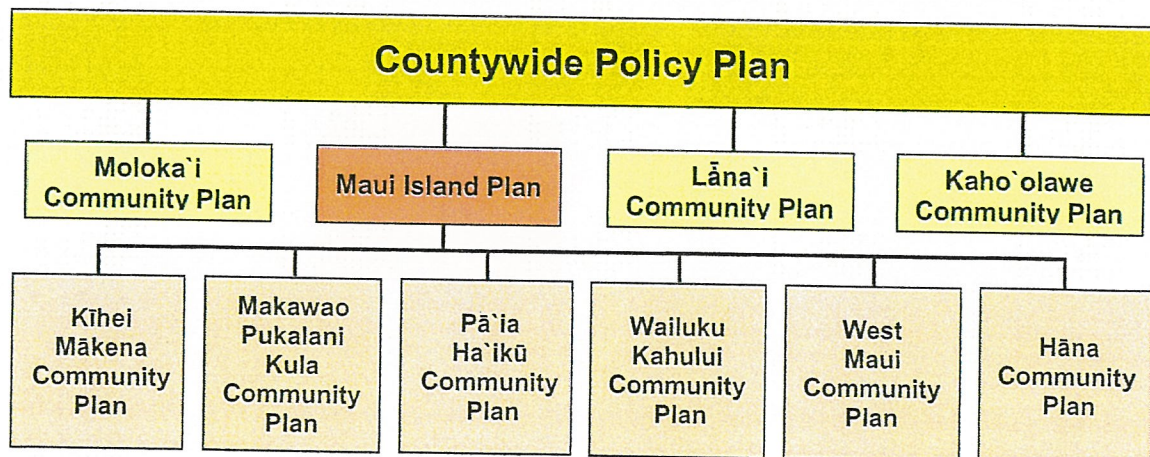 Countywide Policy Plan
Moloka`i
Community Plan
Maui Island Plan
Lāna`i
Community Plan
Kaho`olawe
Community Plan
Kīhei
Mākena
Community
Plan
Makawao
Pukalani
Kula
Community
Plan
Pā`ia
Ha`ikū
Community
Plan
Wailuku
Kahului
Community
Plan
West
Maui
Community
Plan
Hāna
Community
Plan